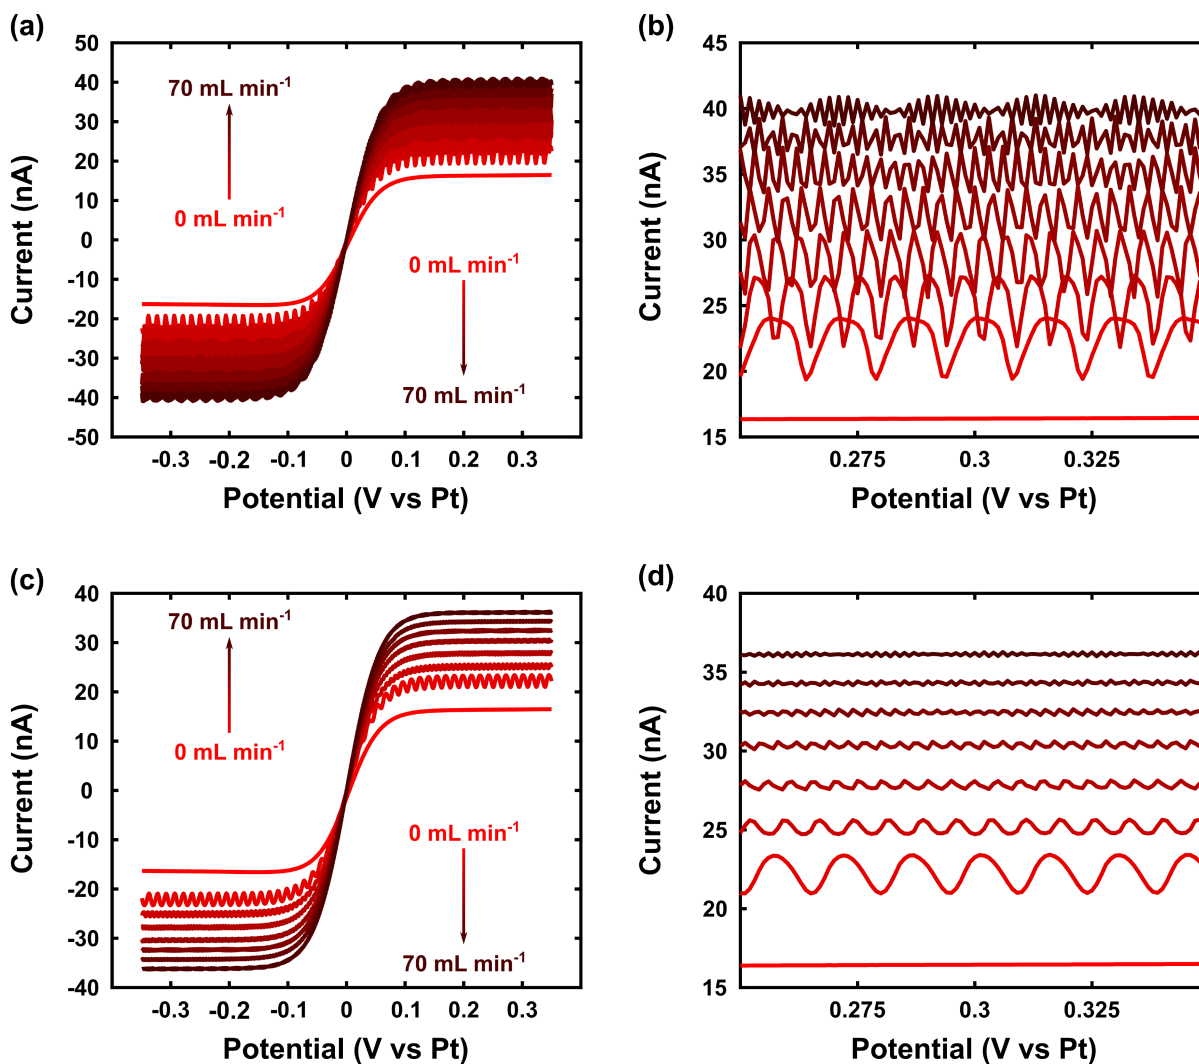 (a)
50
40
30
20
10
0
-10
-20
-30
-40
-50
Current (nA)
70 mL min⁻¹
0 mL min⁻¹
0 mL min⁻¹
70 mL min⁻¹
-0.3 -0.2 -0.1 0 0.1 0.2 0.3
Potential (V vs Pt)
(b)
45
40
35
30
25
20
15
Current (nA)
0.275 0.3 0.325
Potential (V vs Pt)
(c)
40
30
20
10
0
-10
-20
-30
-40
Current (nA)
70 mL min⁻¹
0 mL min⁻¹
0 mL min⁻¹
70 mL min⁻¹
-0.3 -0.2 -0.1 0 0.1 0.2 0.3
Potential (V vs Pt)
(d)
40
35
30
25
20
15
Current (nA)
0.275 0.3 0.325
Potential (V vs Pt)